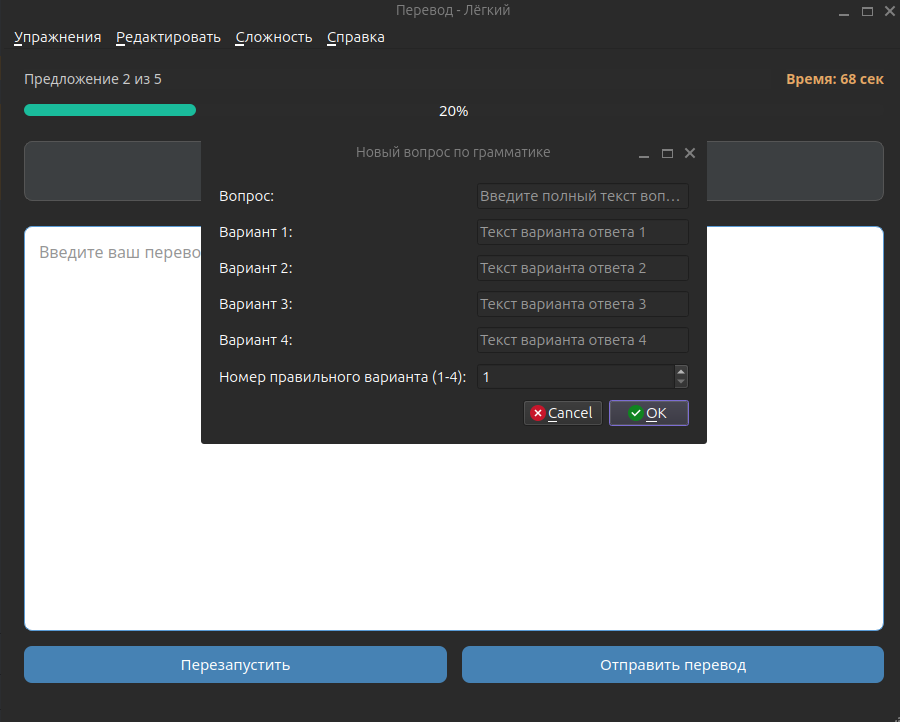 Перевод - Лёгкий
Упражнения Редактировать Сложность Справка
Предложение 2 из 5
Время: 68 сек
20%
Новый вопрос по грамматике
Вопрос: Введите полный текст воп...
Вариант 1: Текст варианта ответа 1
Вариант 2: Текст варианта ответа 2
Вариант 3: Текст варианта ответа 3
Вариант 4: Текст варианта ответа 4
Номер правильного варианта (1-4): 1
Cancel OK
Введите ваш перево
Перезапустить Отправить перевод